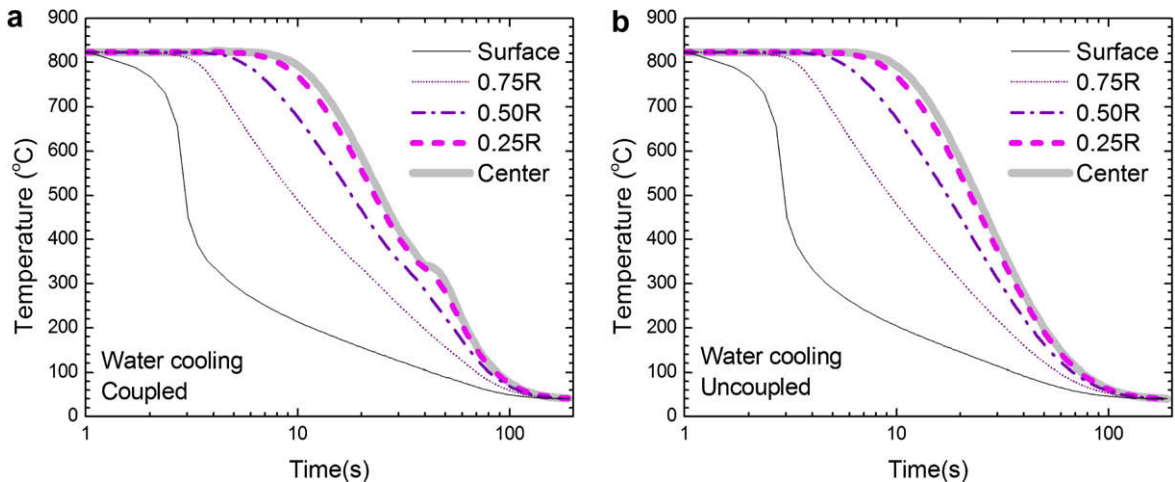 a
900
800
700
600
500
400
300
200
100
0
Temperature (°C)
Surface
0.75R
0.50R
0.25R
Center
Water cooling
Coupled
1 10 100
Time(s)
b
900
800
700
600
500
400
300
200
100
0
Temperature (°C)
Surface
0.75R
0.50R
0.25R
Center
Water cooling
Uncoupled
1 10 100
Time(s)